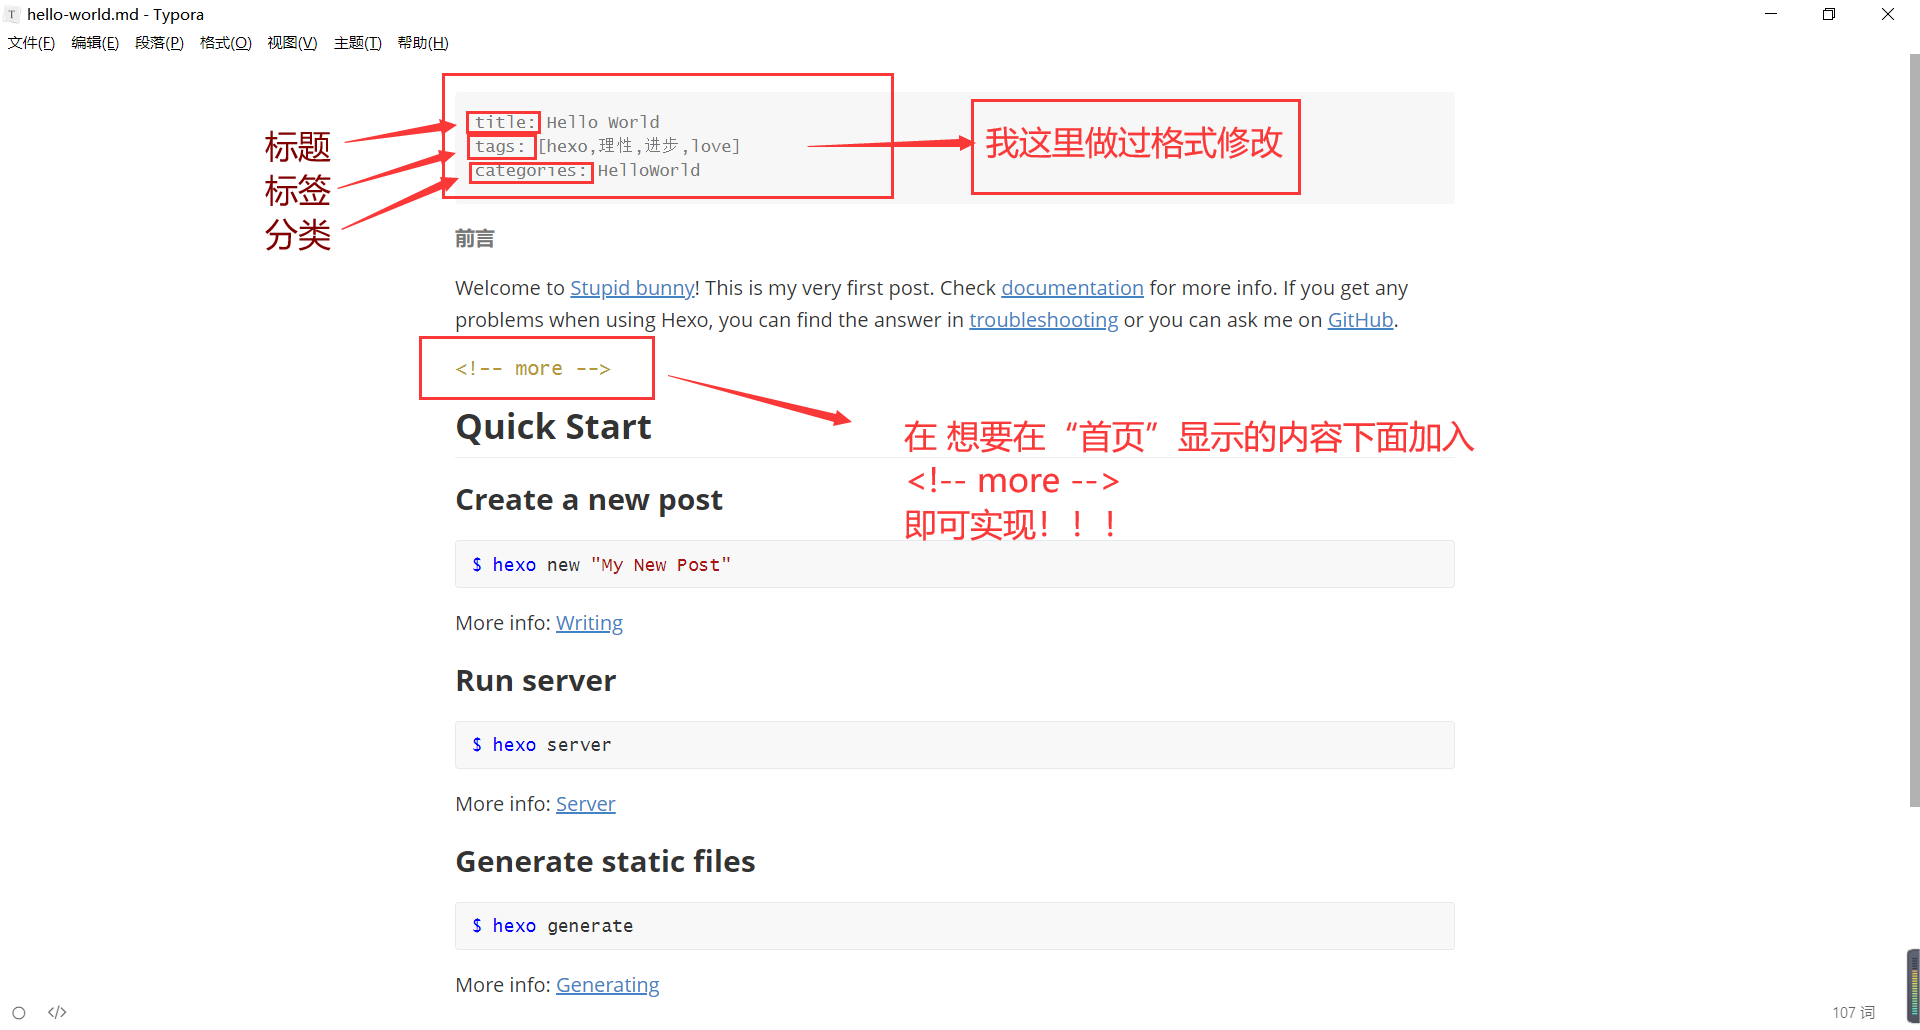 hello-world.md - Typora
文件(F) 编辑(E) 段落(P) 格式(O) 视图(V) 主题(T) 帮助(H)
标题
标签
分类
title: Hello World
tags: [hexo,理性,进步,love]
categories: HelloWorld
我这里做过格式修改
前言
Welcome to Stupid bunny! This is my very first post. Check documentation for more info. If you get any
problems when using Hexo, you can find the answer in troubleshooting or you can ask me on GitHub.
<!-- more -->
在 想要在“首页”显示的内容下面加入
<!-- more -->
即可实现！！！
Quick Start
Create a new post
$ hexo new "My New Post"
More info: Writing
Run server
$ hexo server
More info: Server
Generate static files
$ hexo generate
More info: Generating
</> 107 词